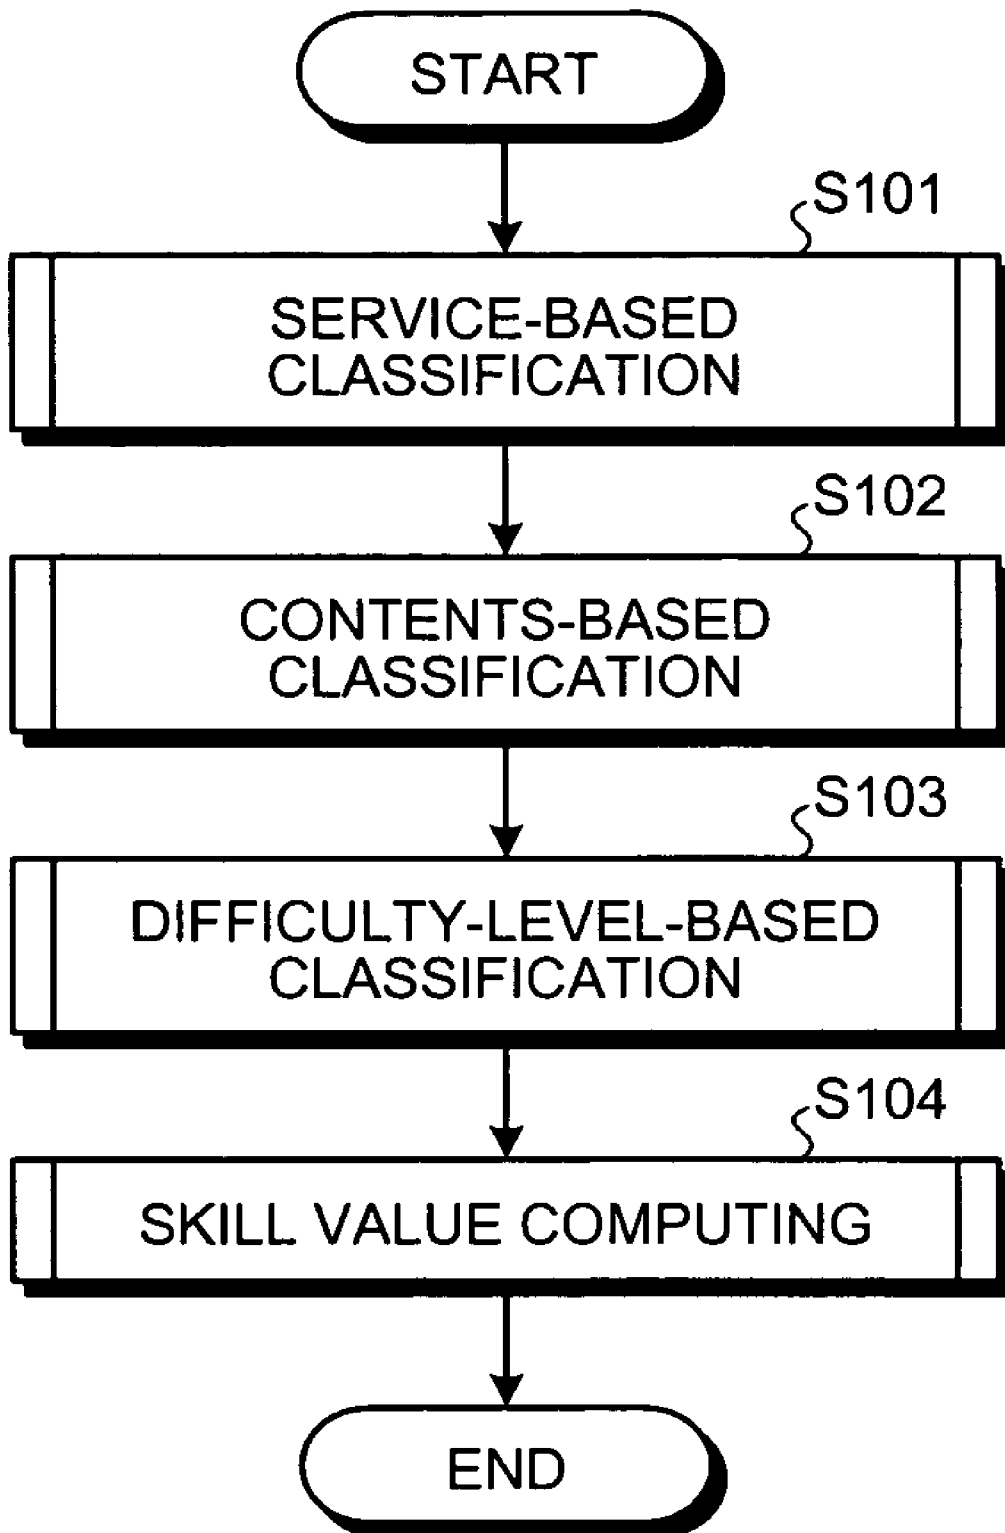 START
S101
SERVICE-BASED
CLASSIFICATION
S102
CONTENTS-BASED
CLASSIFICATION
S103
DIFFICULTY-LEVEL-BASED
CLASSIFICATION
S104
SKILL VALUE COMPUTING
END